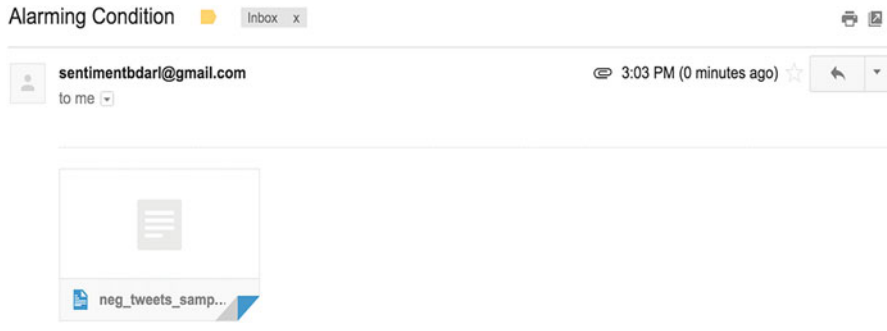 Alarming Condition Inbox x
sentimentbdarl@gmail.com 3:03 PM (0 minutes ago)
to me
neg_tweets_samp...